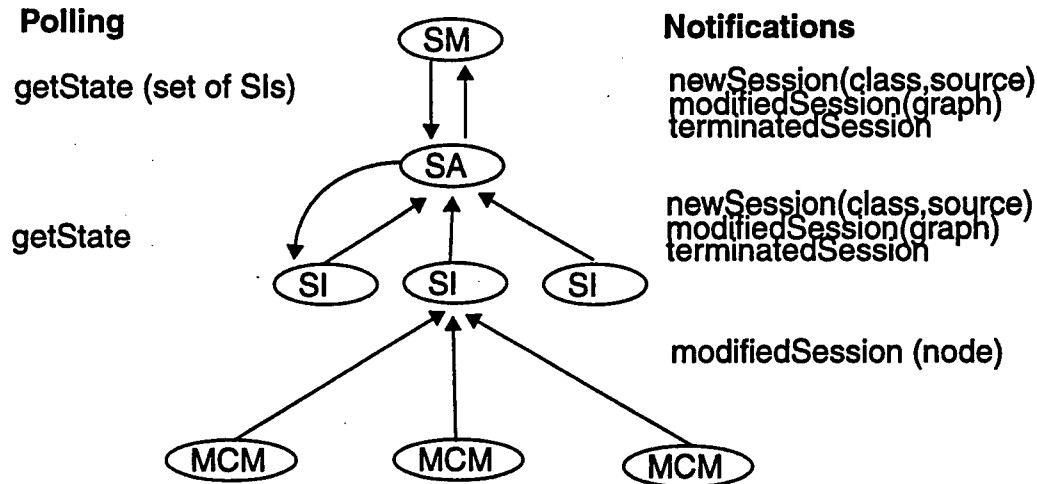 Polling
SM
Notifications
getState (set of SIs)
newSession(class,source)
modifiedSession(graph)
terminatedSession
SA
getState
newSession(class,source)
modifiedSession(graph)
terminatedSession
SI
SI
SI
modifiedSession (node)
MCM
MCM
MCM